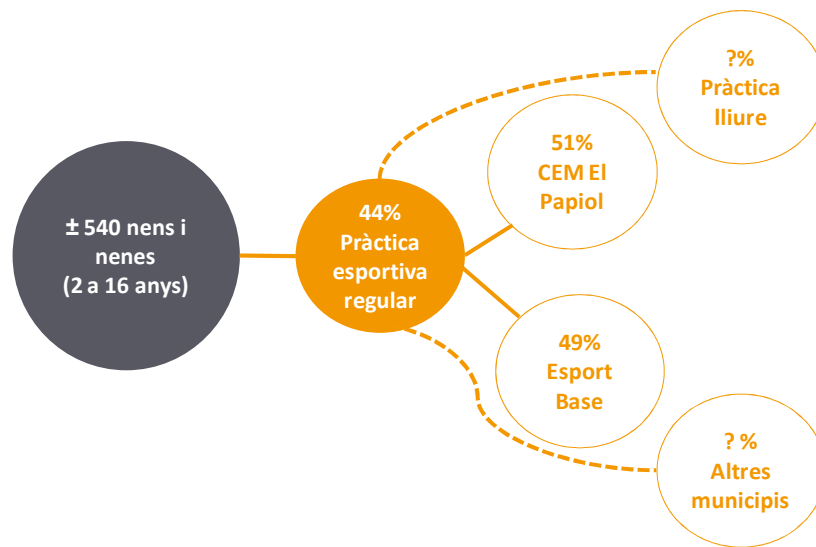 ± 540 nens i
nenes
(2 a 16 anys)
44%
Pràctica
esportiva
regular
?%
Pràctica
lliure
51%
CEM El
Papiol
49%
Esport
Base
? %
Altres
municipis